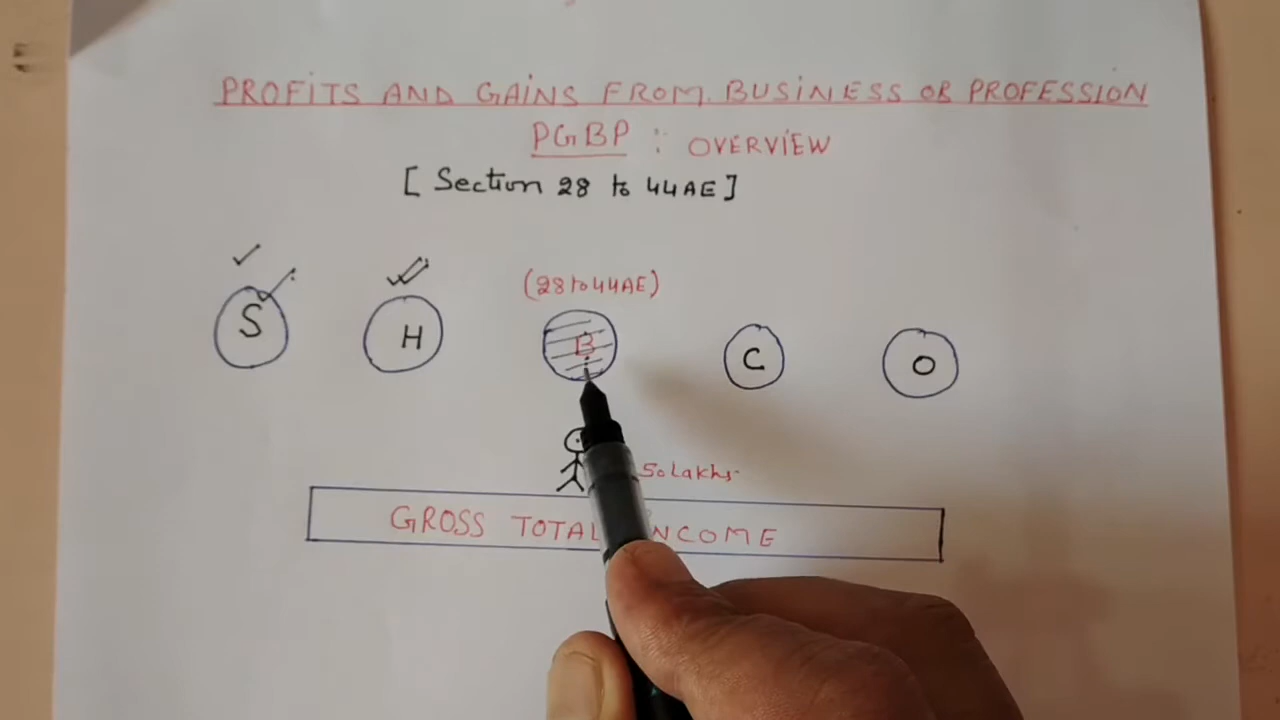 PROFITS AND GAINS FROM BUSINESS OR PROFESSION
PGBP : OVERVIEW
[ Section 28 to 44AE ]
(28 to 44AE)
S H B C O
50 lakhs
GROSS TOTAL INCOME